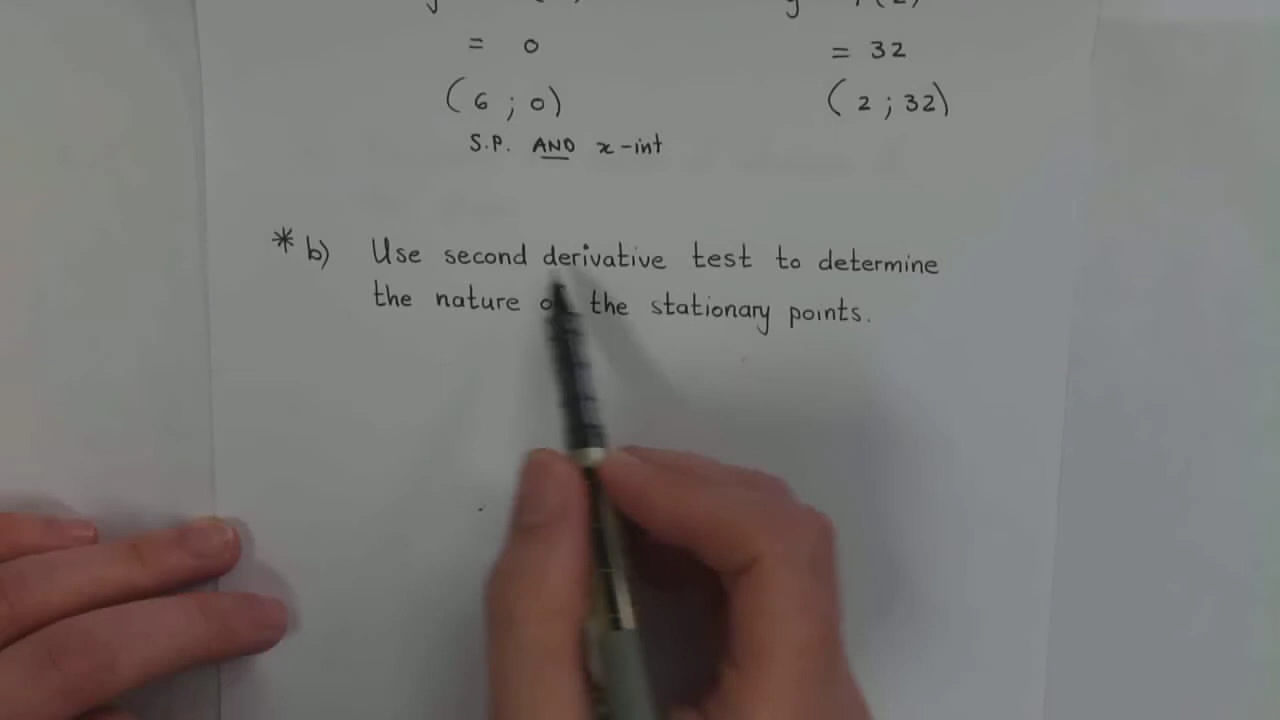 = 0
= 32
(6 ; 0)
(2 ; 32)
S.P. AND x-int
* b) Use second derivative test to determine
the nature of the stationary points.